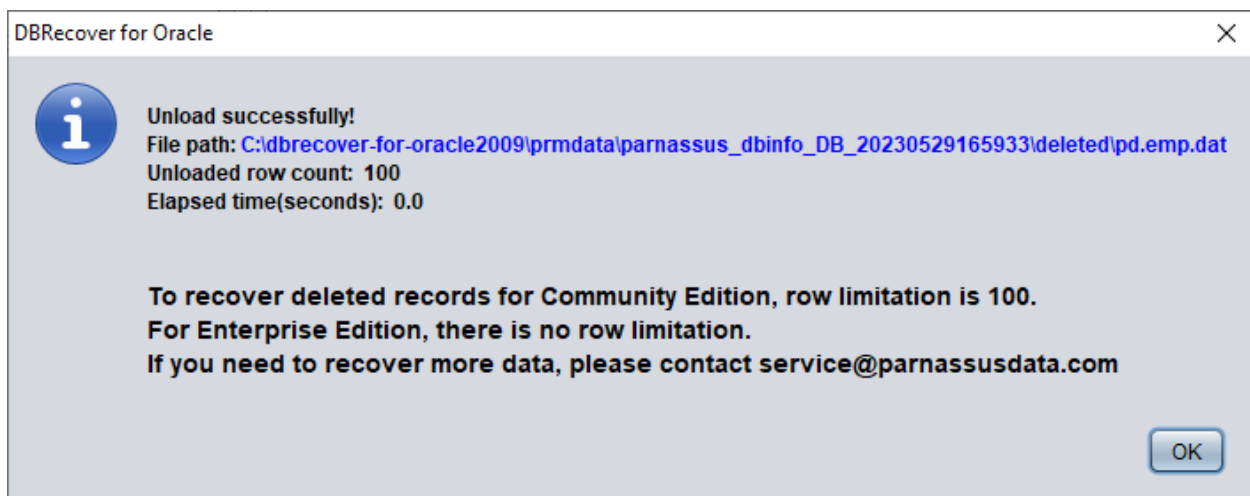 DBRecover for Oracle
Unload successfully!
File path: C:\dbrecover-for-oracle2009\prmdata\parnassus_dbinfo_DB_20230529165933\deleted\pd.emp.dat
Unloaded row count: 100
Elapsed time(seconds): 0.0
To recover deleted records for Community Edition, row limitation is 100.
For Enterprise Edition, there is no row limitation.
If you need to recover more data, please contact service@parnassusdata.com
OK